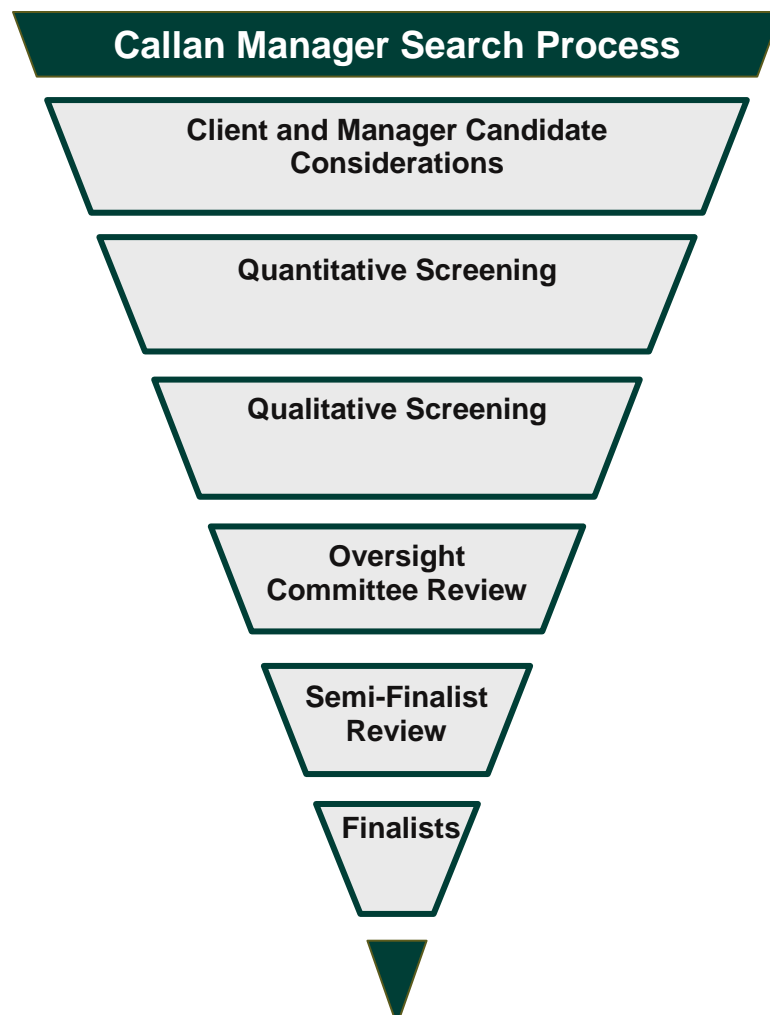 Callan Manager Search Process
Client and Manager Candidate
Considerations
Quantitative Screening
Qualitative Screening
Oversight
Committee Review
Semi-Finalist
Review
Finalists